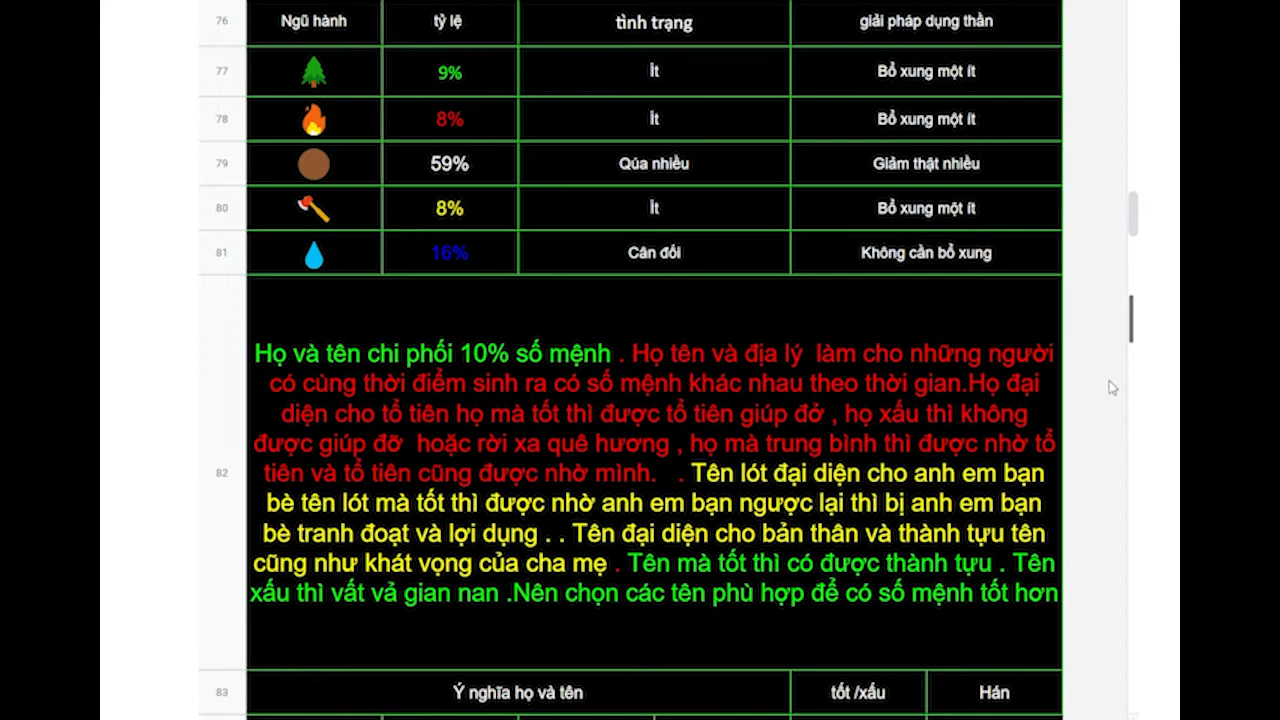 76 Ngũ hành tỷ lệ tình trạng giải pháp dụng thần
77 9% Ít Bổ xung một ít
78 8% Ít Bổ xung một ít
79 59% Qúa nhiều Giảm thật nhiều
80 8% Ít Bổ xung một ít
81 16% Cân đối Không cần bổ xung
82
Họ và tên chi phối 10% số mệnh . Họ tên và địa lý làm cho những người
có cùng thời điểm sinh ra có số mệnh khác nhau theo thời gian.Họ đại
diện cho tổ tiên họ mà tốt thì được tổ tiên giúp đở , họ xấu thì không
được giúp đỡ hoặc rời xa quê hương , họ mà trung bình thì được nhờ tổ
tiên và tổ tiên cũng được nhờ mình. . Tên lót đại diện cho anh em bạn
bè tên lót mà tốt thì được nhờ anh em bạn ngược lại thì bị anh em bạn
bè tranh đoạt và lợi dụng . . Tên đại diện cho bản thân và thành tựu tên
cũng như khát vọng của cha mẹ . Tên mà tốt thì có được thành tựu . Tên
xấu thì vất vả gian nan .Nên chọn các tên phù hợp để có số mệnh tốt hơn
83 Ý nghĩa họ và tên tốt /xấu Hán